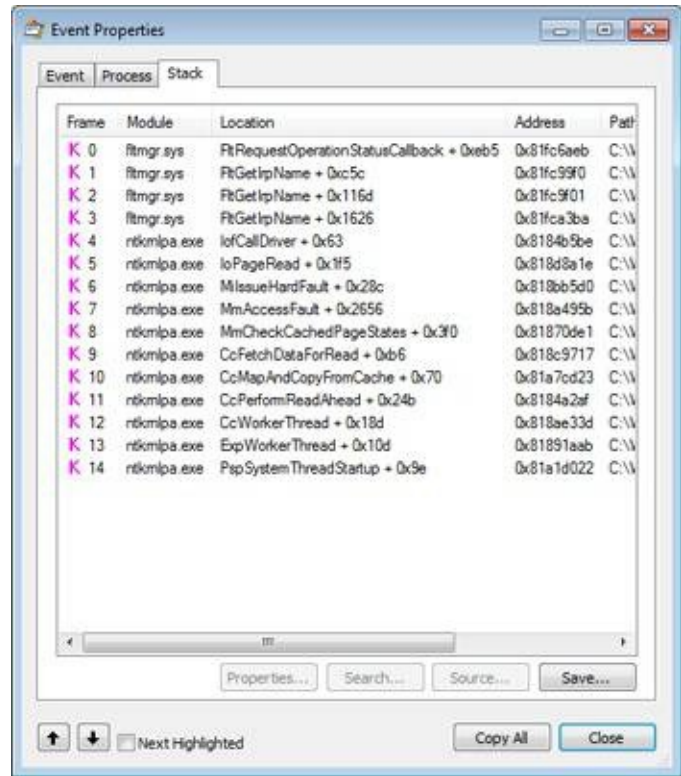 Event Properties
Event Process Stack
Frame Module Location Address Path
K 0 fltmgr.sys FltRequestOperationStatusCallback + 0xeb5 0x81fc6aeb C:\W
K 1 fltmgr.sys FltGetIrpName + 0xc5c 0x81fc99f0 C:\W
K 2 fltmgr.sys FltGetIrpName + 0x116d 0x81fc9f01 C:\W
K 3 fltmgr.sys FltGetIrpName + 0x1626 0x81fca3ba C:\W
K 4 ntkrnlpa.exe IofCallDriver + 0x63 0x8184b5be C:\W
K 5 ntkrnlpa.exe IoPageRead + 0x1f5 0x818d8a1e C:\W
K 6 ntkrnlpa.exe MiIssueHardFault + 0x28c 0x818bb5d0 C:\W
K 7 ntkrnlpa.exe MmAccessFault + 0x2656 0x818a495b C:\W
K 8 ntkrnlpa.exe MmCheckCachedPageStates + 0x3f0 0x81870de1 C:\W
K 9 ntkrnlpa.exe CcFetchDataForRead + 0xb6 0x818c9717 C:\W
K 10 ntkrnlpa.exe CcMapAndCopyFromCache + 0x70 0x81a7cd23 C:\W
K 11 ntkrnlpa.exe CcPerformReadAhead + 0x24b 0x8184a2af C:\W
K 12 ntkrnlpa.exe CcWorkerThread + 0x18d 0x818ae33d C:\W
K 13 ntkrnlpa.exe ExpWorkerThread + 0x10d 0x81891aab C:\W
K 14 ntkrnlpa.exe PspSystemThreadStartup + 0x9e 0x81a1d022 C:\W
Properties... Search... Source... Save...
Next Highlighted Copy All Close